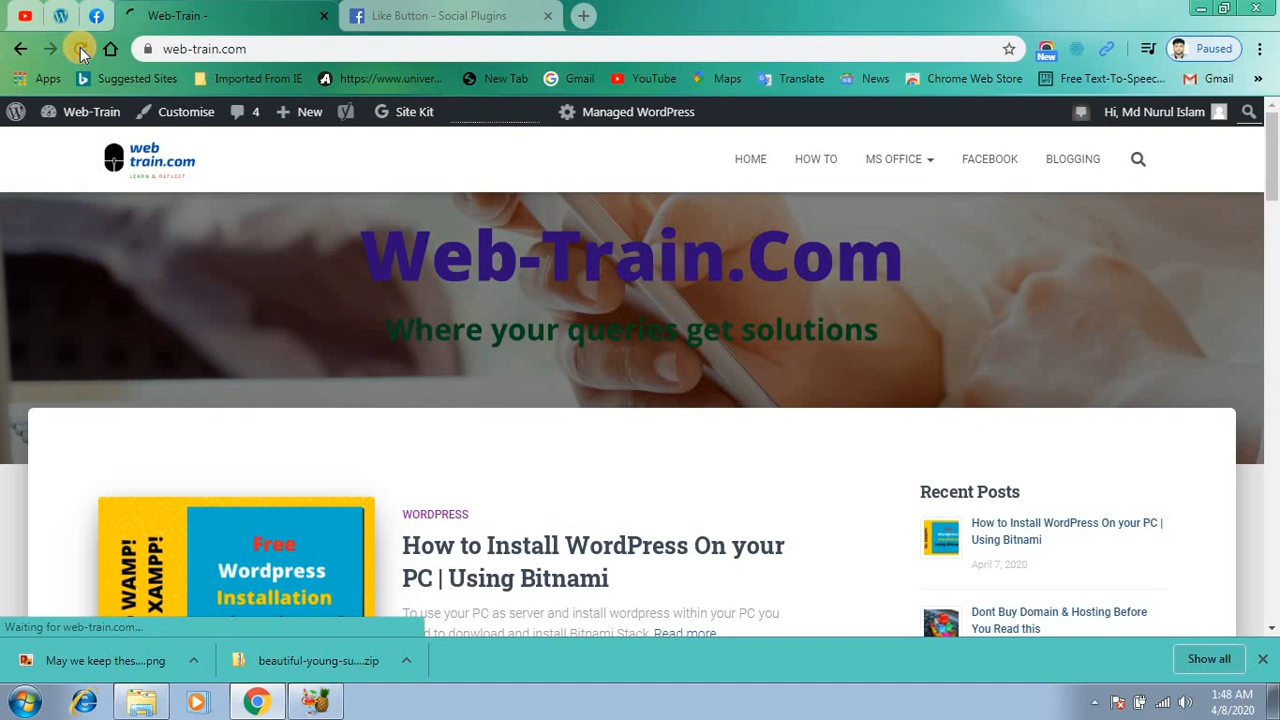 Web-Train - Like Button - Social Plugins
web-train.com New Paused
Apps Suggested Sites Imported From IE https://www.univer... New Tab Gmail YouTube Maps Translate News Chrome Web Store Free Text-To-Speec... Gmail »
Web-Train Customise 4 New Site Kit Managed WordPress Hi, Md Nurul Islam
web
train.com
LEARN & REFLECT
HOME HOW TO MS OFFICE FACEBOOK BLOGGING
Web-Train.Com
Where your queries get solutions
WAMP!
XAMPP!
Free
Wordpress
Installation
WORDPRESS
How to Install WordPress On your
PC | Using Bitnami
To use your PC as server and install wordpress within your PC you
to donwload and install Bitnami Stack Read more
Recent Posts
How to Install WordPress On your PC |
Using Bitnami
April 7, 2020
Dont Buy Domain & Hosting Before
You Read this
Waiting for web-train.com...
May we keep thes....png beautiful-young-su....zip Show all
1:48 AM
4/8/2020